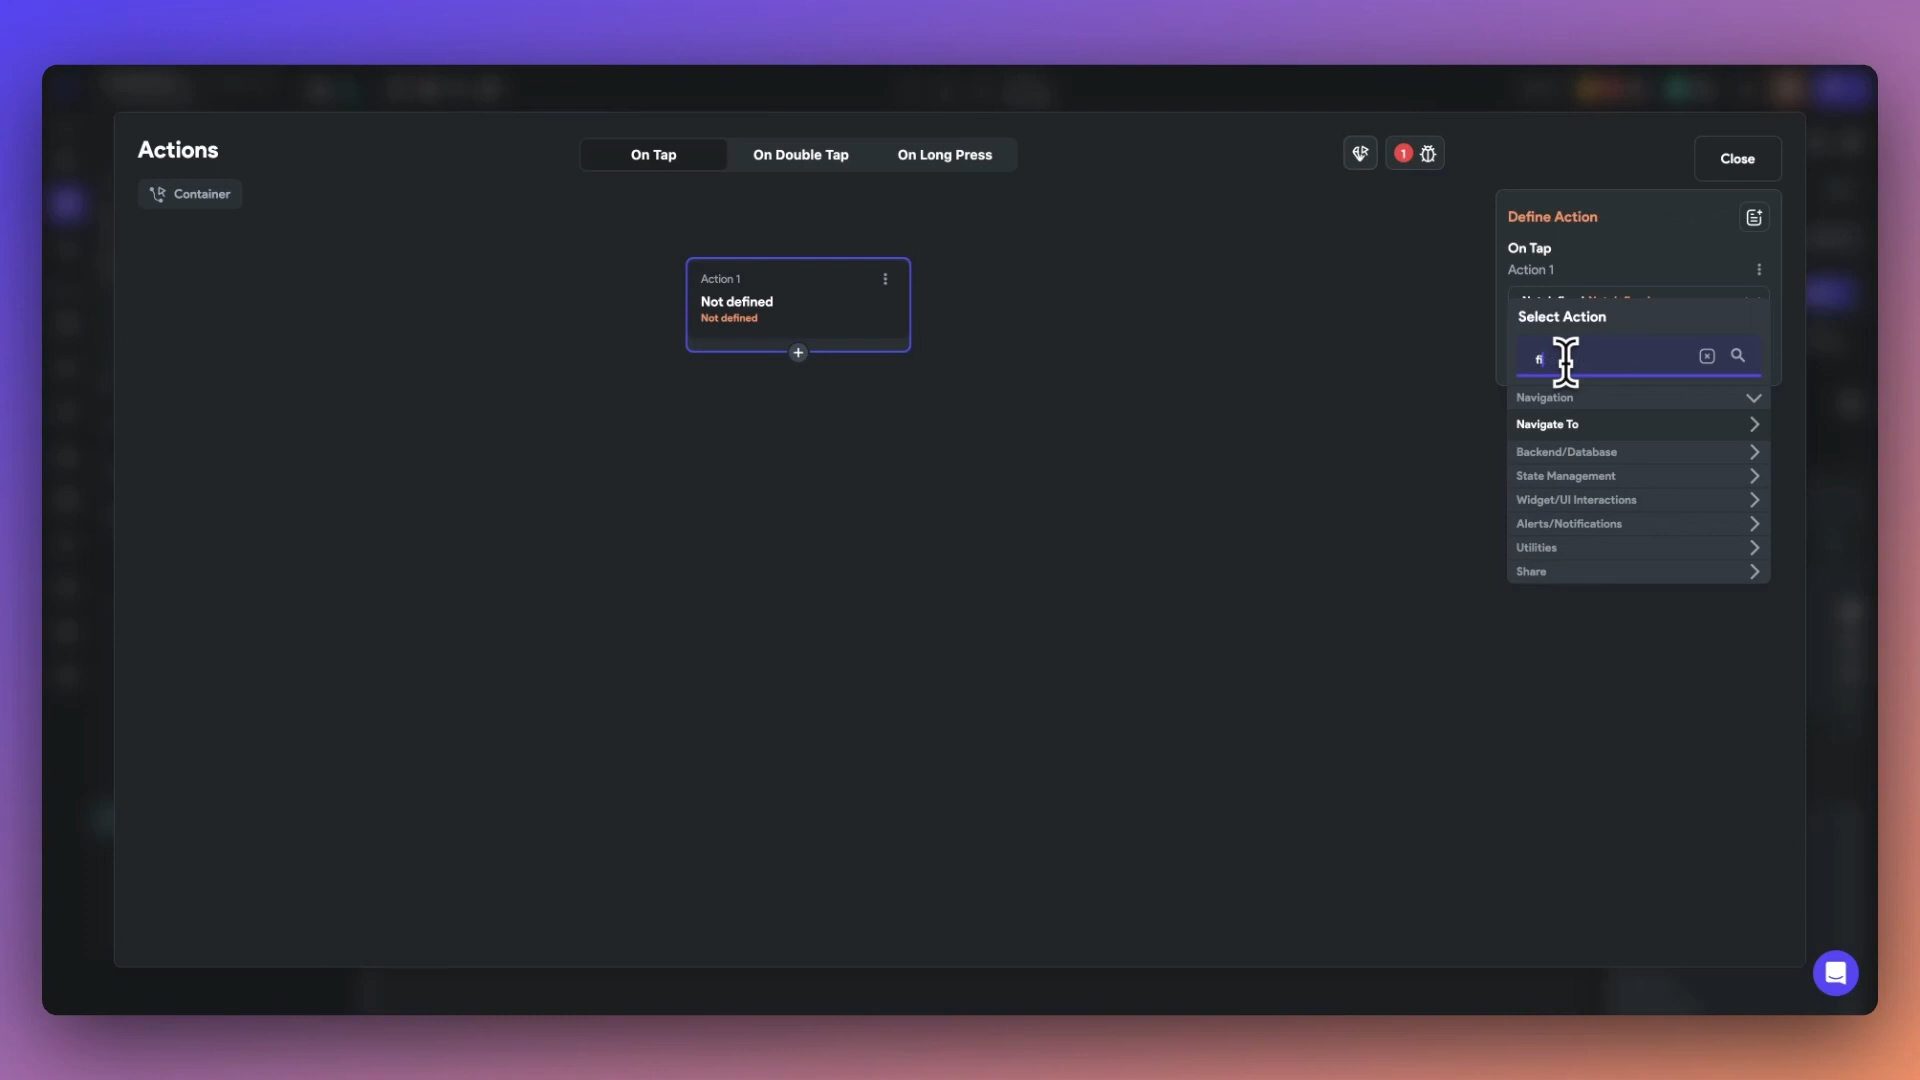 Actions
On Tap
On Double Tap
On Long Press
1
Close
Container
Define Action
On Tap
Action 1
Action 1
Not defined
Not defined
Select Action
fi
Navigation
Navigate To
Backend/Database
State Management
Widget/UI Interactions
Alerts/Notifications
Utilities
Share